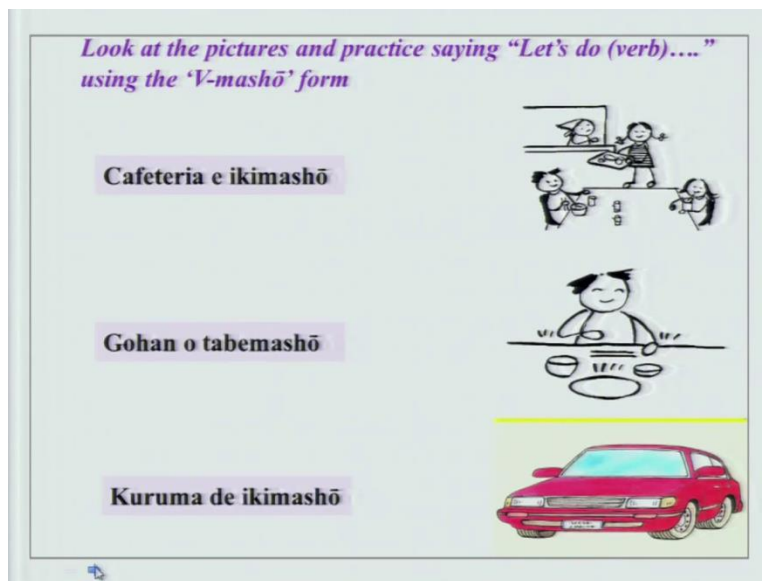 Look at the pictures and practice saying “Let’s do (verb)….”
using the ‘V-mashō’ form
Cafeteria e ikimashō
Gohan o tabemashō
Kuruma de ikimashō